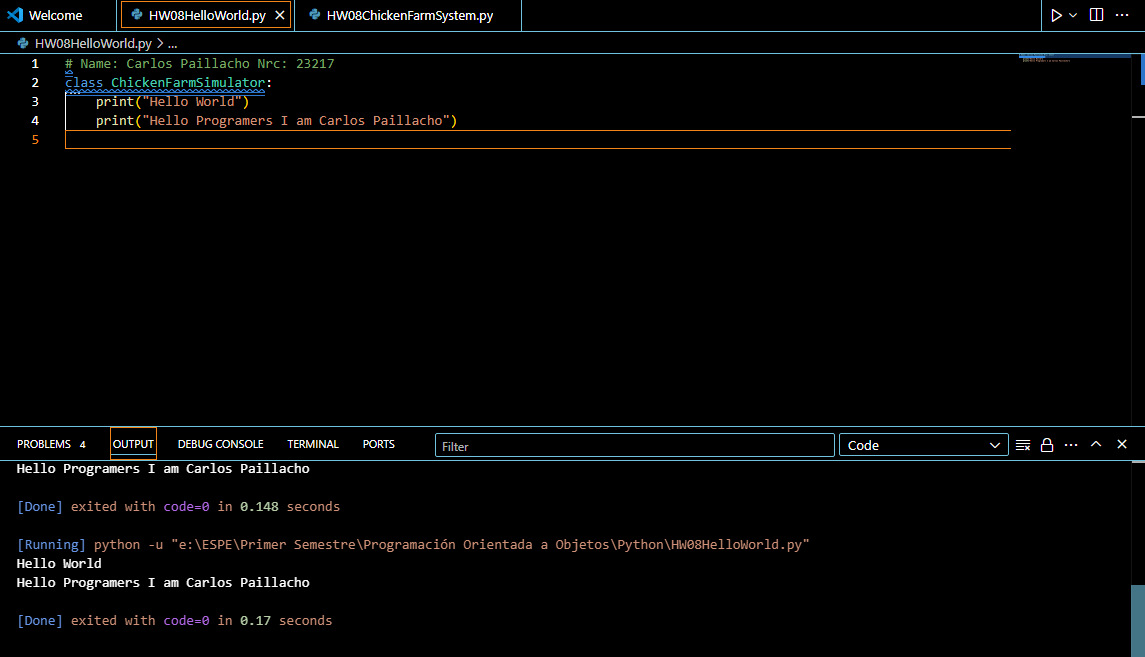 Welcome
HW08HelloWorld.py
HW08ChickenFarmSystem.py
HW08HelloWorld.py > ...
1 # Name: Carlos Paillacho Nrc: 23217
2 class ChickenFarmSimulator:
3 print("Hello World")
4 print("Hello Programers I am Carlos Paillacho")
5
PROBLEMS 4 OUTPUT DEBUG CONSOLE TERMINAL PORTS Filter Code
Hello Programers I am Carlos Paillacho
[Done] exited with code=0 in 0.148 seconds
[Running] python -u "e:\ESPE\Primer Semestre\Programación Orientada a Objetos\Python\HW08HelloWorld.py"
Hello World
Hello Programers I am Carlos Paillacho
[Done] exited with code=0 in 0.17 seconds